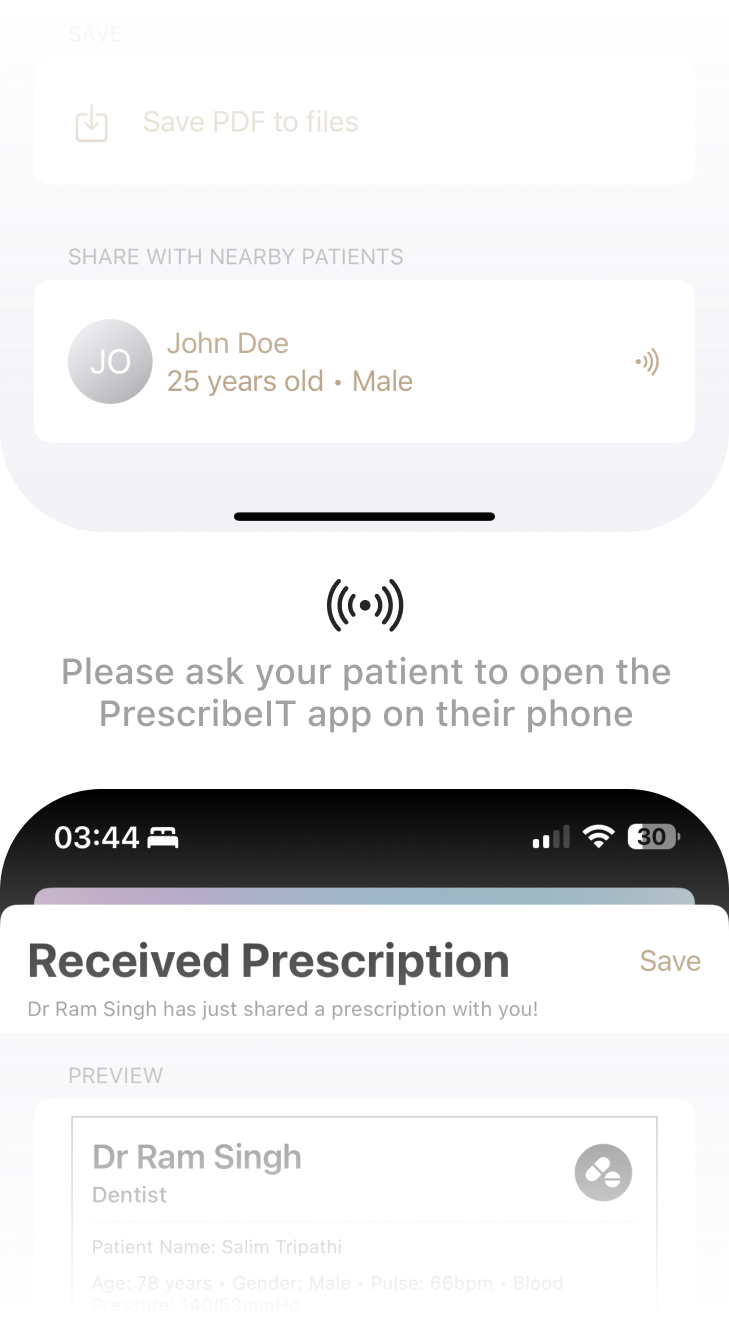 SAVE
Save PDF to files
SHARE WITH NEARBY PATIENTS
JO
John Doe
25 years old • Male
Please ask your patient to open the
PrescribeIT app on their phone
03:44
30
Received Prescription
Save
Dr Ram Singh has just shared a prescription with you!
PREVIEW
Dr Ram Singh
Dentist
Patient Name: Salim Tripathi
Age: 78 years • Gender: Male • Pulse: 66bpm • Blood
Pressure: 140/53mmHg